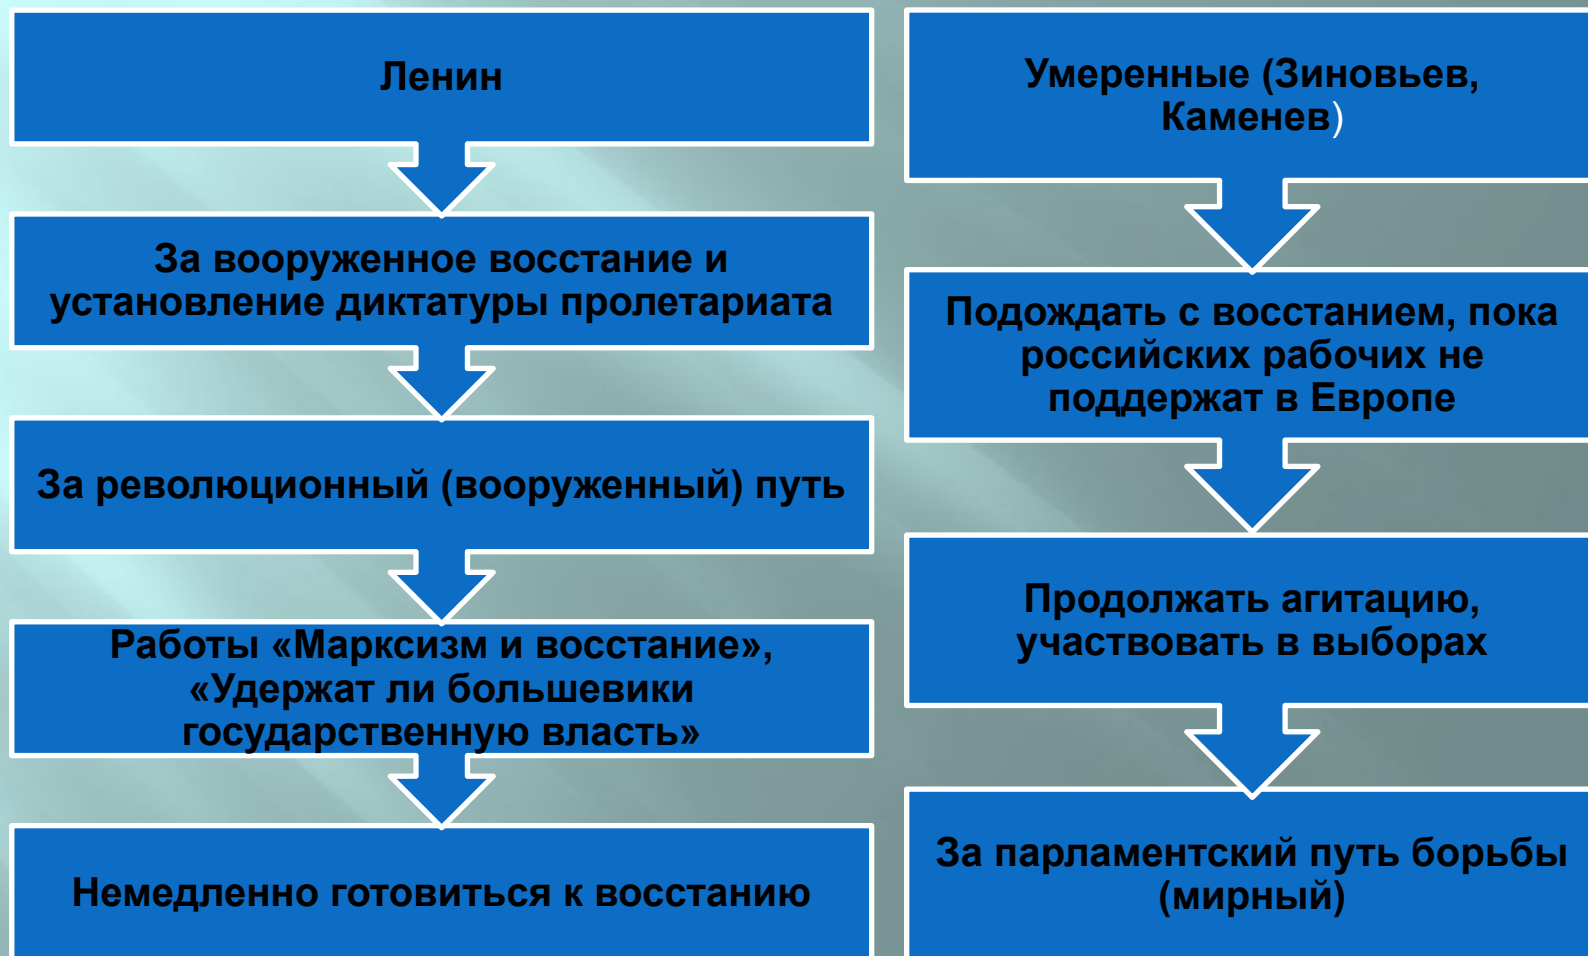 Ленин
За вооруженное восстание и
установление диктатуры пролетариата
За революционный (вооруженный) путь
Работы «Марксизм и восстание»,
«Удержат ли большевики
государственную власть»
Немедленно готовиться к восстанию
Умеренные (Зиновьев,
Каменев)
Подождать с восстанием, пока
российских рабочих не
поддержат в Европе
Продолжать агитацию,
участвовать в выборах
За парламентский путь борьбы
(мирный)